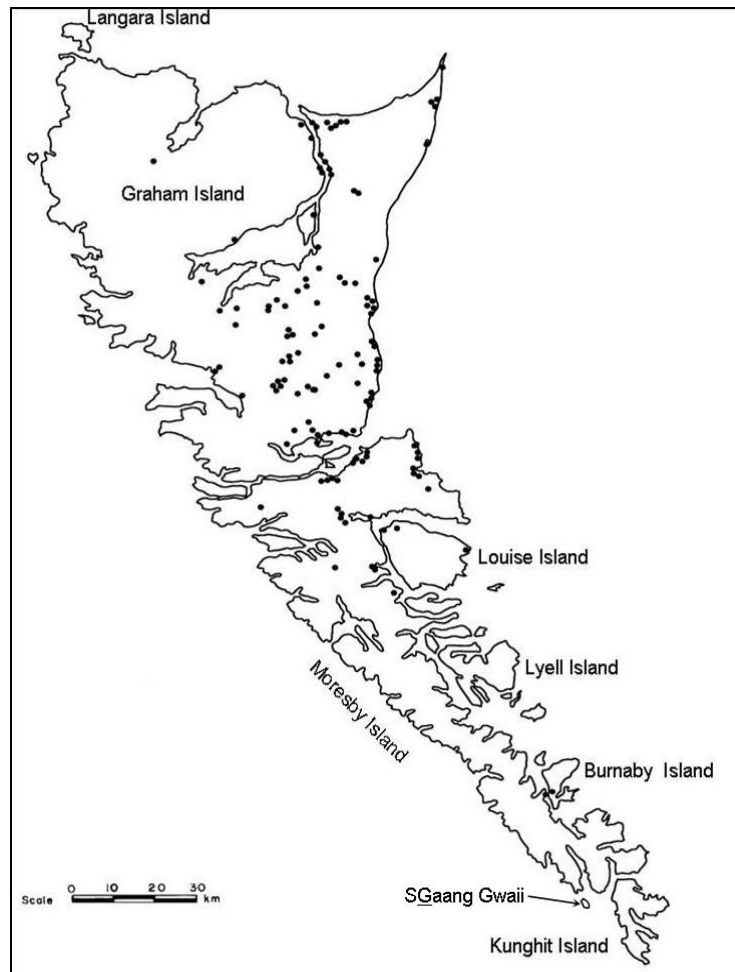 Langara Island
Graham Island
Louise Island
Lyell Island
Moresby Island
Burnaby Island
Scale 0 10 20 30 km
SGaang Gwaii
Kunghit Island